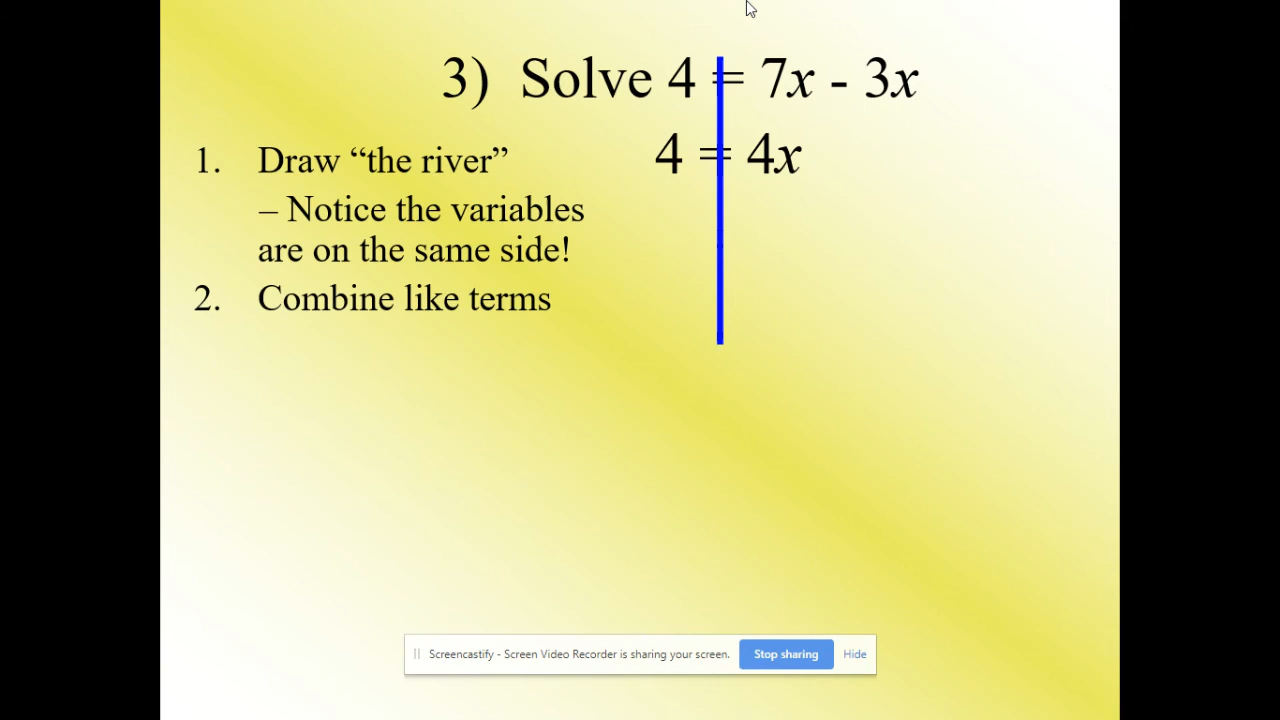 3) Solve 4 = 7x - 3x
4 = 4x
1. Draw “the river”
– Notice the variables
are on the same side!
2. Combine like terms
Screencastify - Screen Video Recorder is sharing your screen. Stop sharing Hide